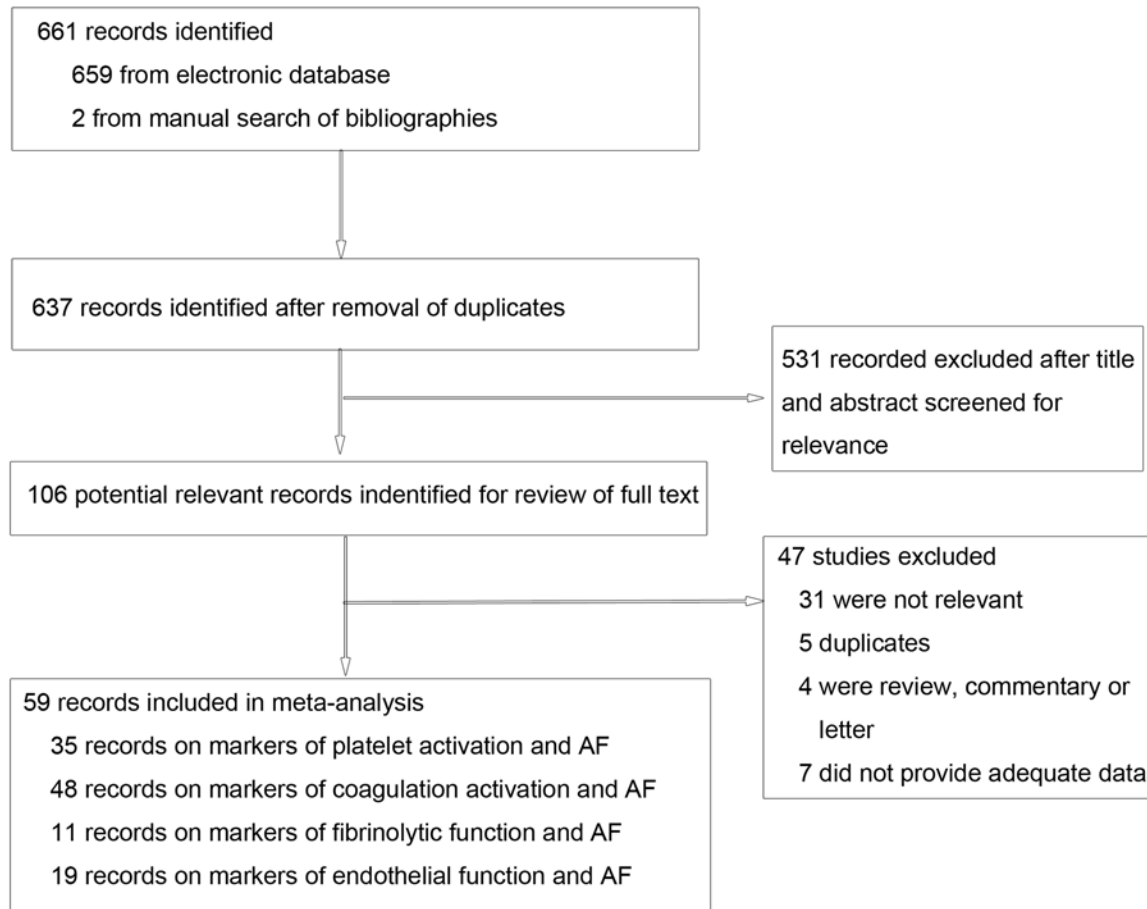 661 records identified
659 from electronic database
2 from manual search of bibliographies
637 records identified after removal of duplicates
531 recorded excluded after title
and abstract screened for
relevance
106 potential relevant records indentified for review of full text
47 studies excluded
31 were not relevant
5 duplicates
4 were review, commentary or
letter
7 did not provide adequate data
59 records included in meta-analysis
35 records on markers of platelet activation and AF
48 records on markers of coagulation activation and AF
11 records on markers of fibrinolytic function and AF
19 records on markers of endothelial function and AF